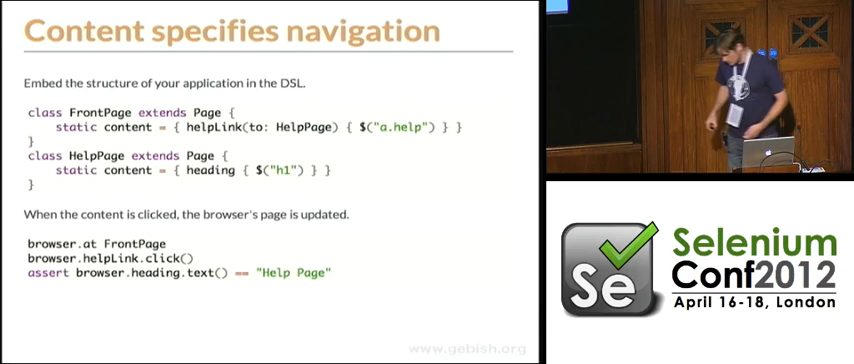 Content specifies navigation
Embed the structure of your application in the DSL.
class FrontPage extends Page {
static content = { helpLink(to: HelpPage) { $("a.help") } }
}
class HelpPage extends Page {
static content = { heading { $("h1") } }
}
When the content is clicked, the browser's page is updated.
browser.at FrontPage
browser.helpLink.click()
assert browser.heading.text() == "Help Page"
www.gebish.org
Se
Selenium
Conf2012
April 16-18, London